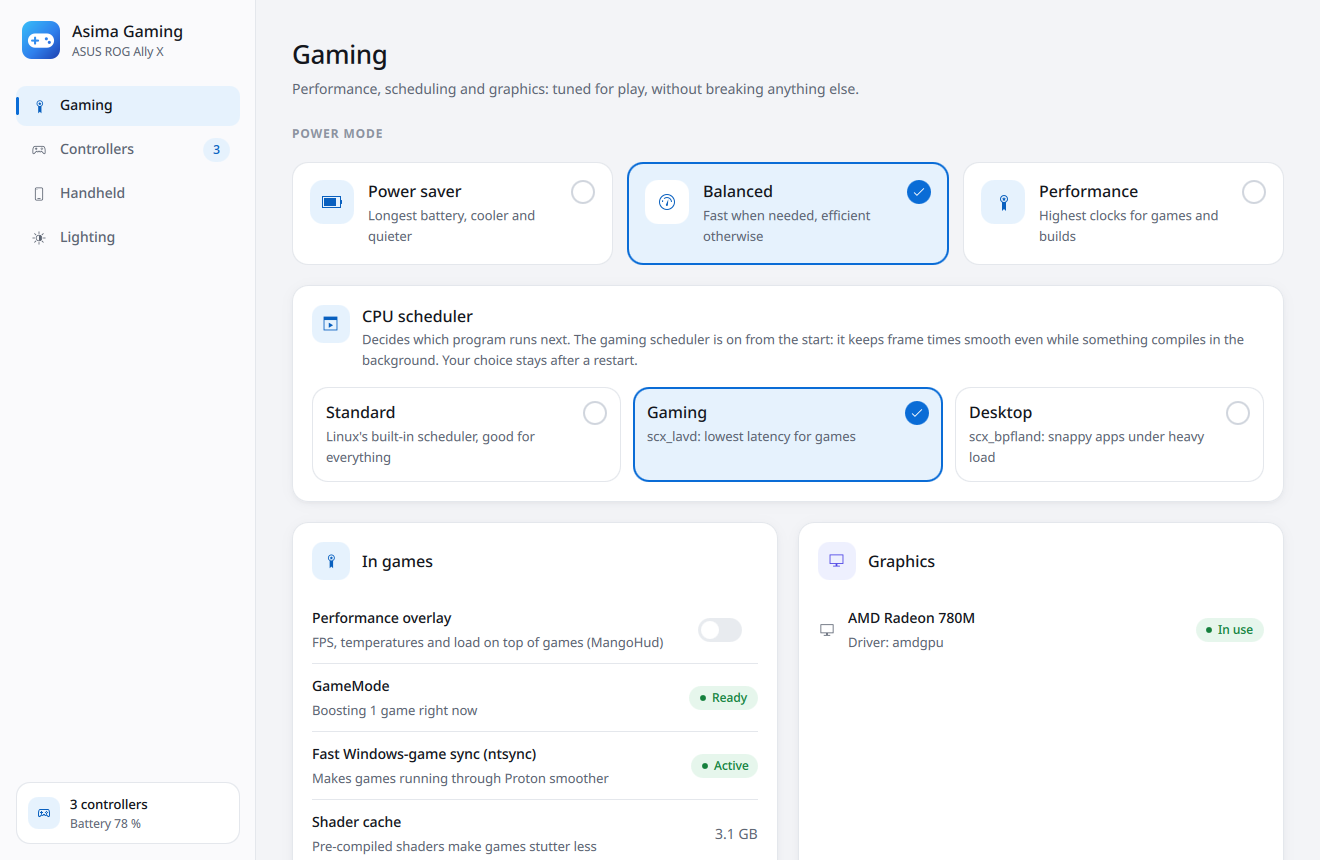 Asima Gaming
ASUS ROG Ally X
Gaming
Controllers
3
Handheld
Lighting
3 controllers
Battery 78 %
Gaming
Performance, scheduling and graphics: tuned for play, without breaking anything else.
POWER MODE
Power saver
Longest battery, cooler and
quieter
Balanced
Fast when needed, efficient
otherwise
Performance
Highest clocks for games and
builds
CPU scheduler
Decides which program runs next. The gaming scheduler is on from the start: it keeps frame times smooth even while something compiles in the
background. Your choice stays after a restart.
Standard
Linux's built-in scheduler, good for
everything
Gaming
scx_lavd: lowest latency for games
Desktop
scx_bpfland: snappy apps under heavy
load
In games
Performance overlay
FPS, temperatures and load on top of games (MangoHud)
GameMode
Boosting 1 game right now
Ready
Fast Windows-game sync (ntsync)
Makes games running through Proton smoother
Active
Shader cache
Pre-compiled shaders make games stutter less
3.1 GB
Graphics
AMD Radeon 780M
Driver: amdgpu
In use